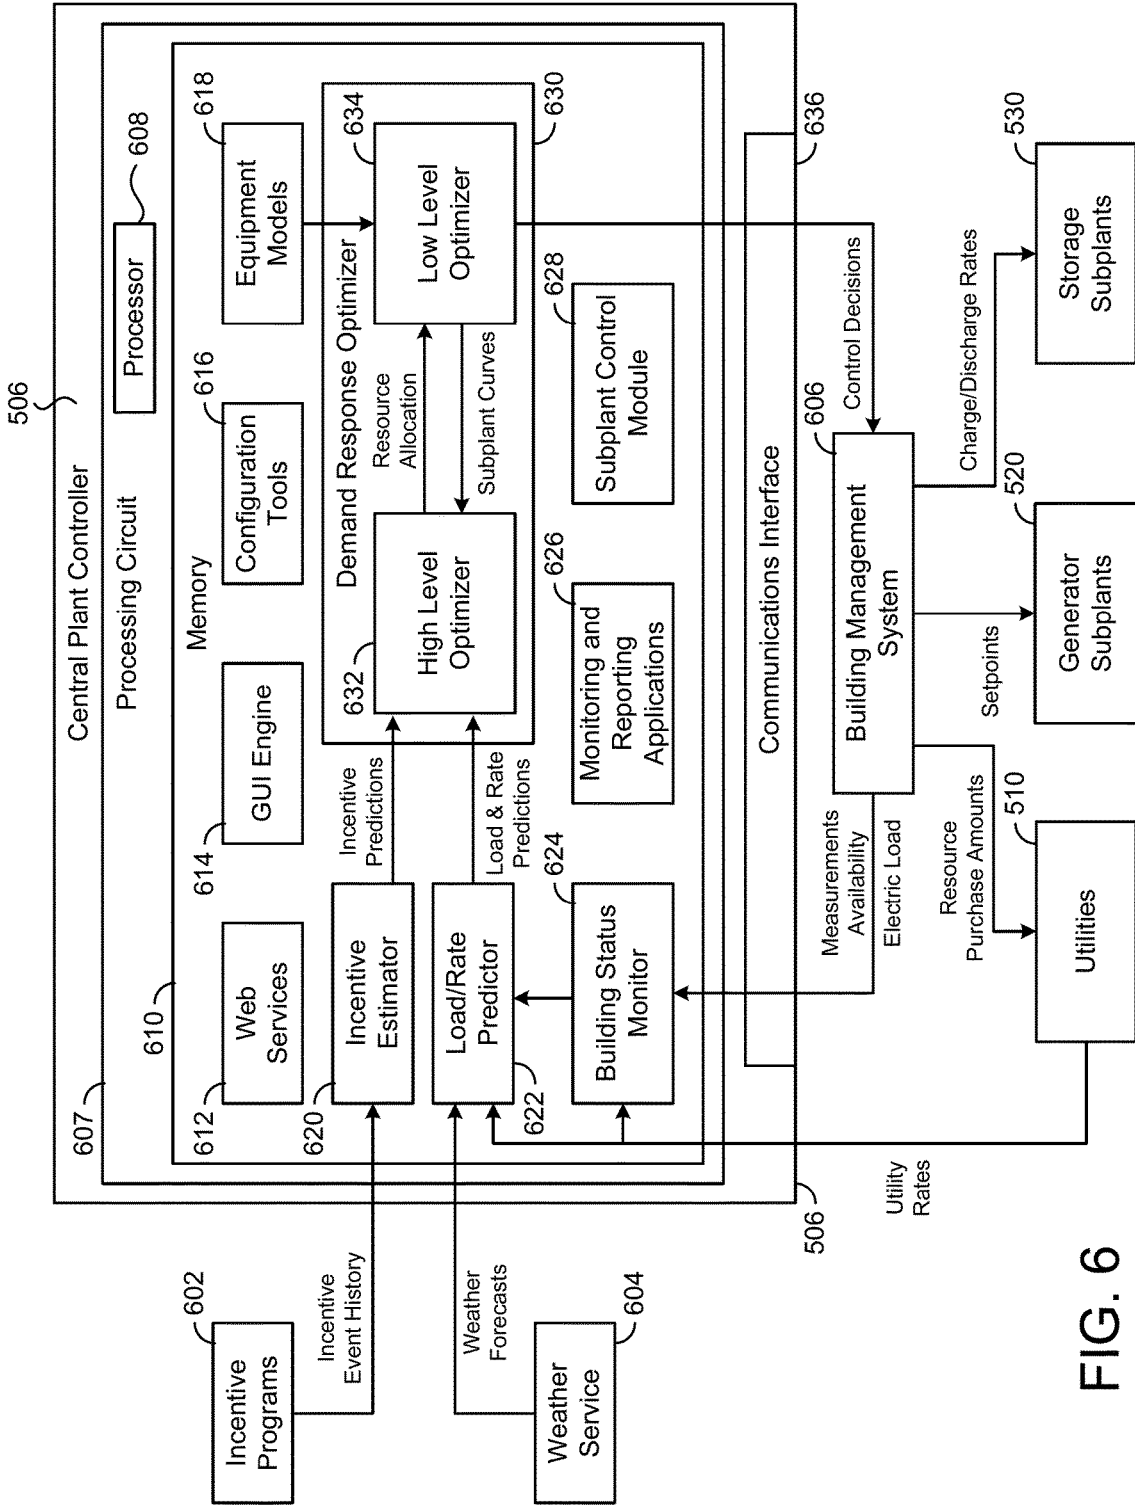 506
Central Plant Controller
607
Processing Circuit
Processor
608
610
Memory
612
Web
Services
614
GUI Engine
616
Configuration
Tools
618
Equipment
Models
602
Incentive
Programs
Incentive
Event History
620
Incentive
Estimator
Incentive
Predictions
Demand Response Optimizer
630
632
High Level
Optimizer
Resource
Allocation
Subplant Curves
634
Low Level
Optimizer
Weather
Forecasts
604
Weather
Service
Load/Rate
Predictor
622
Load & Rate
Predictions
624
Building Status
Monitor
626
Monitoring and
Reporting
Applications
628
Subplant Control
Module
Communications Interface
636
506
Utility
Rates
Measurements
Availability
Electric Load
606
Building Management
System
Control Decisions
Resource
Purchase Amounts
Setpoints
Charge/Discharge Rates
510
Utilities
520
Generator
Subplants
530
Storage
Subplants
FIG. 6